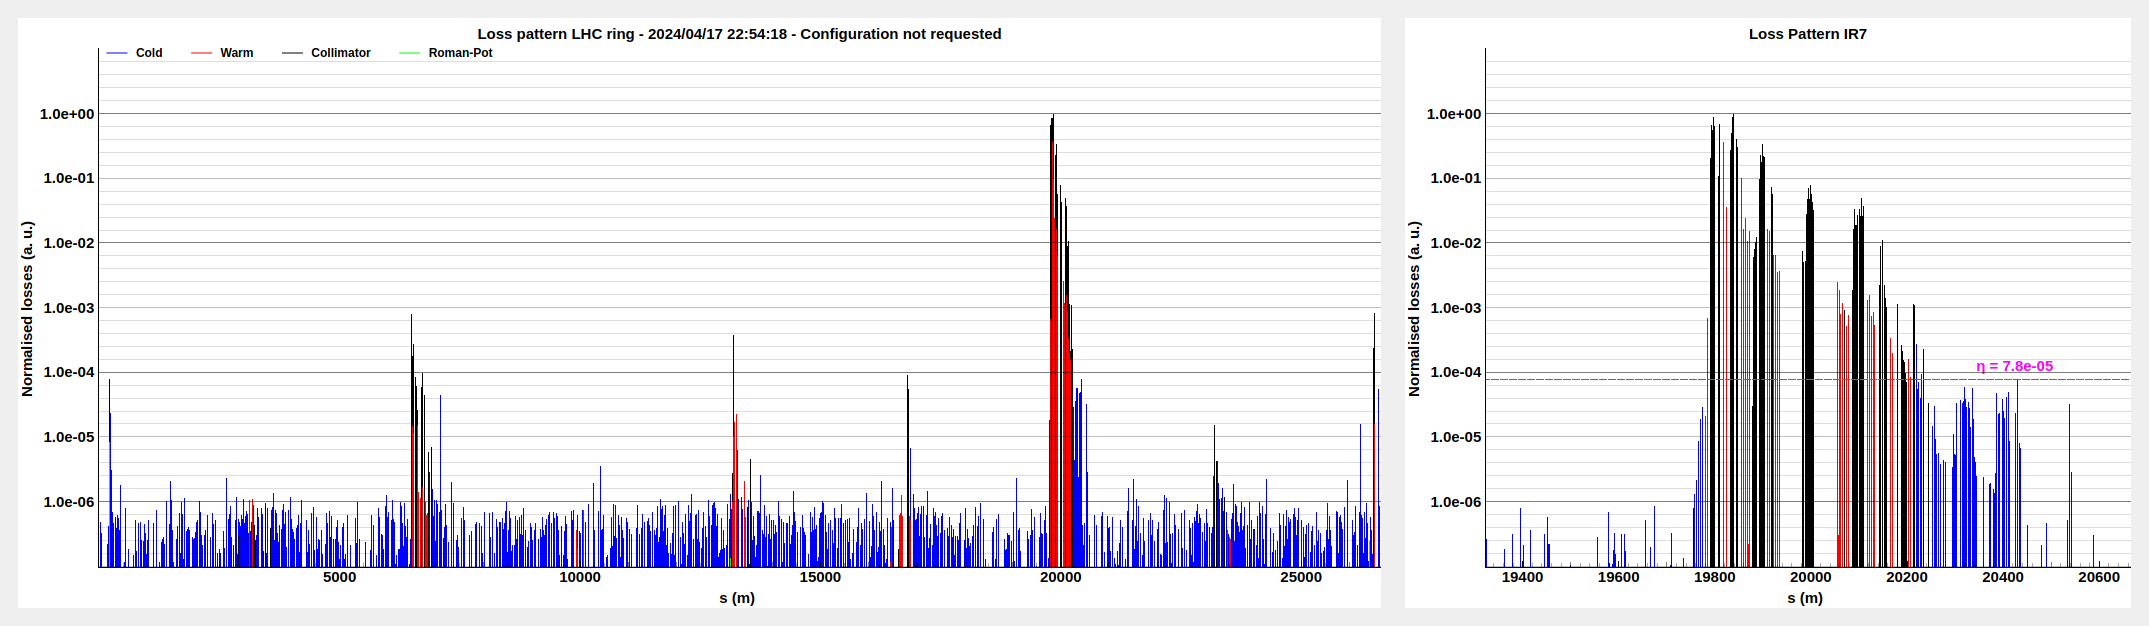 Loss pattern LHC ring - 2024/04/17 22:54:18 - Configuration not requested
Cold Warm Collimator Roman-Pot
1.0e+00
1.0e-01
1.0e-02
1.0e-03
1.0e-04
1.0e-05
1.0e-06
Normalised losses (a. u.)
5000 10000 15000 20000 25000
s (m)
Loss Pattern IR7
1.0e+00
1.0e-01
1.0e-02
1.0e-03
1.0e-04
1.0e-05
1.0e-06
Normalised losses (a. u.)
η = 7.8e-05
19400 19600 19800 20000 20200 20400 20600
s (m)